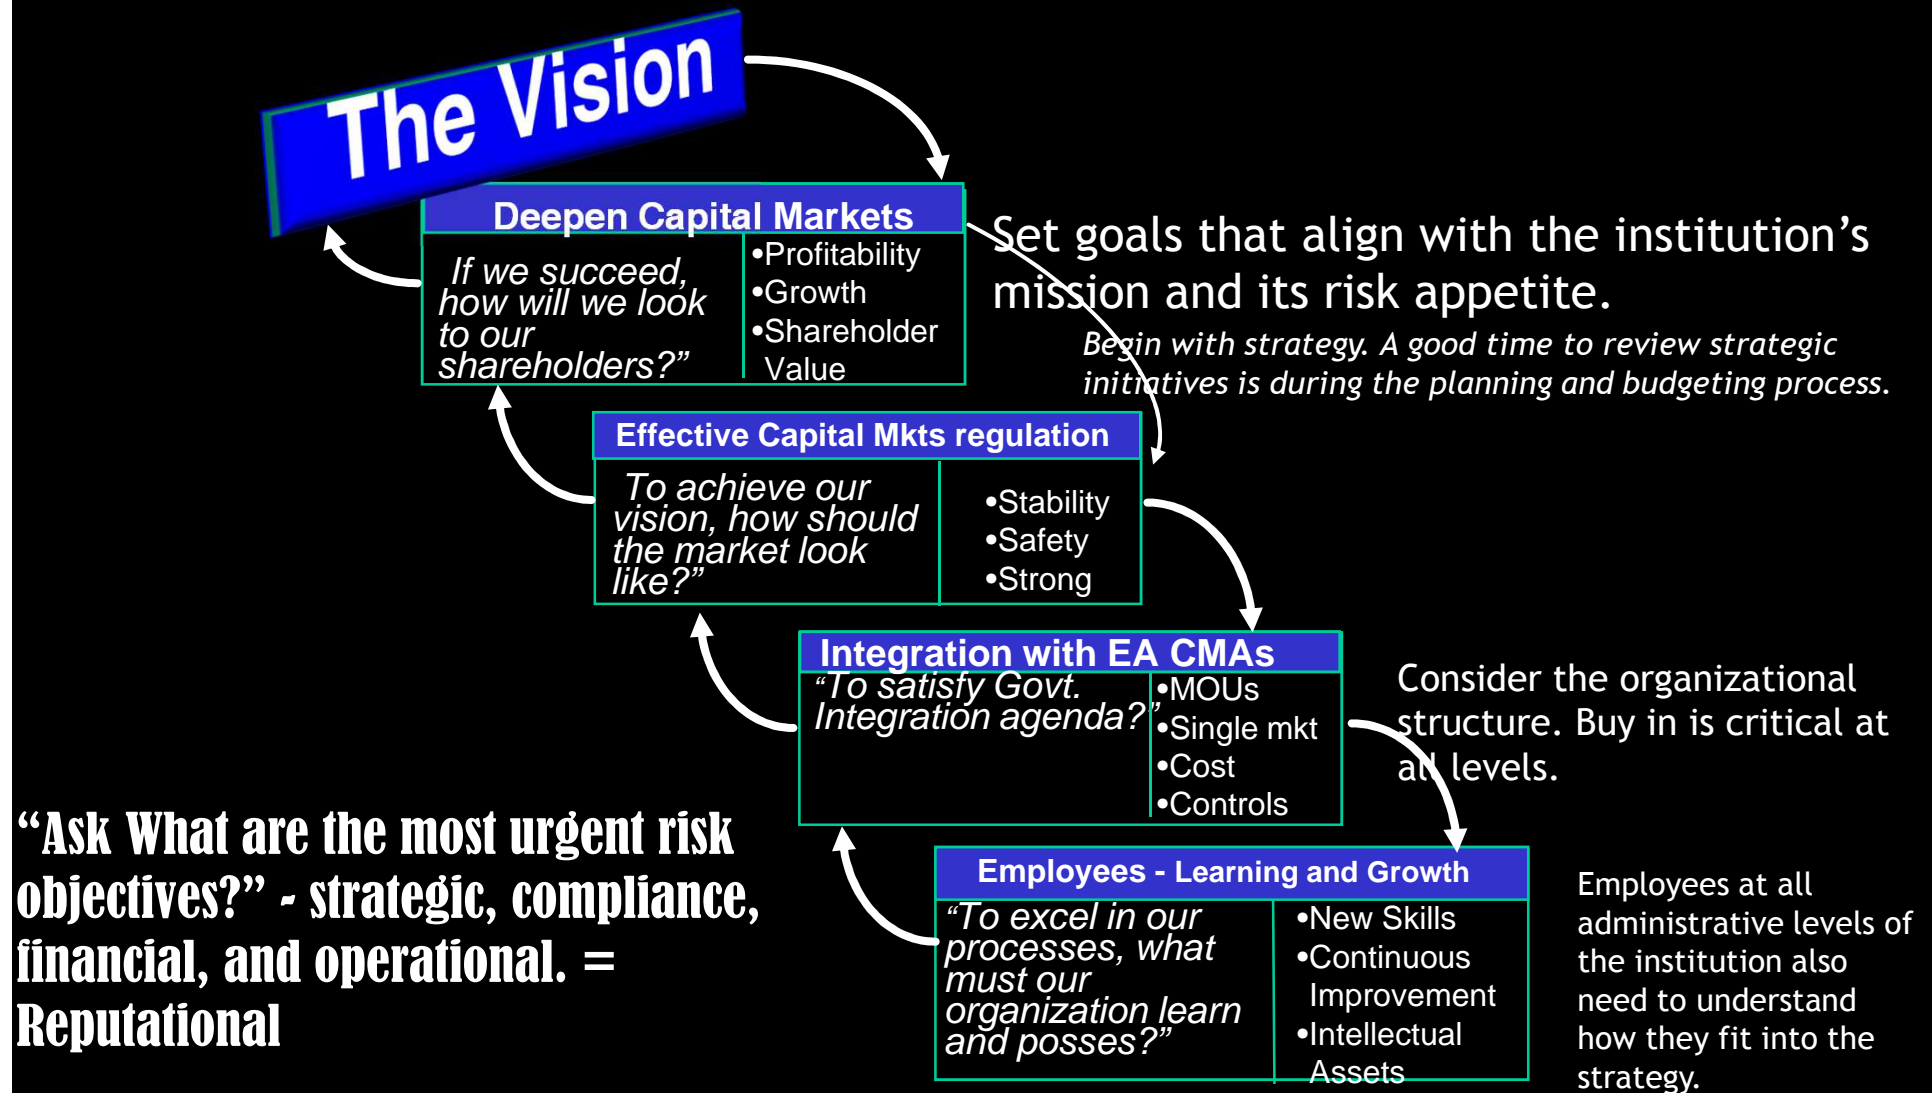 The Vision
Deepen Capital Markets
If we succeed,
how will we look
to our
shareholders?”
•Profitability
•Growth
•Shareholder
Value
Set goals that align with the institution’s
mission and its risk appetite.
Begin with strategy. A good time to review strategic
initiatives is during the planning and budgeting process.
Effective Capital Mkts regulation
To achieve our
vision, how should
the market look
like?”
•Stability
•Safety
•Strong
Integration with EA CMAs
“To satisfy Govt.
Integration agenda?”
•MOUs
•Single mkt
•Cost
•Controls
Consider the organizational
structure. Buy in is critical at
all levels.
“Ask What are the most urgent risk
objectives?” - strategic, compliance,
financial, and operational. =
Reputational
Employees - Learning and Growth
“To excel in our
processes, what
must our
organization learn
and posses?”
•New Skills
•Continuous
Improvement
•Intellectual
Assets
Employees at all
administrative levels of
the institution also
need to understand
how they fit into the
strategy.